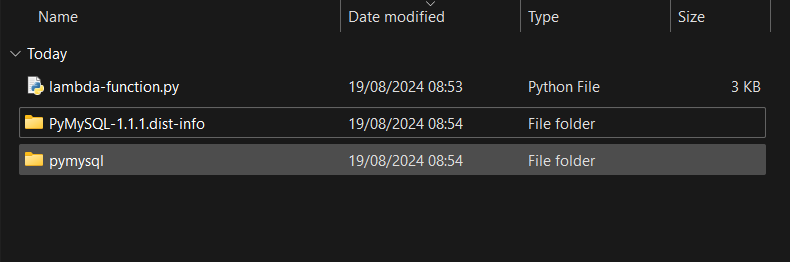 Name Date modified Type Size
Today
lambda-function.py 19/08/2024 08:53 Python File 3 KB
PyMySQL-1.1.1.dist-info 19/08/2024 08:54 File folder
pymysql 19/08/2024 08:54 File folder